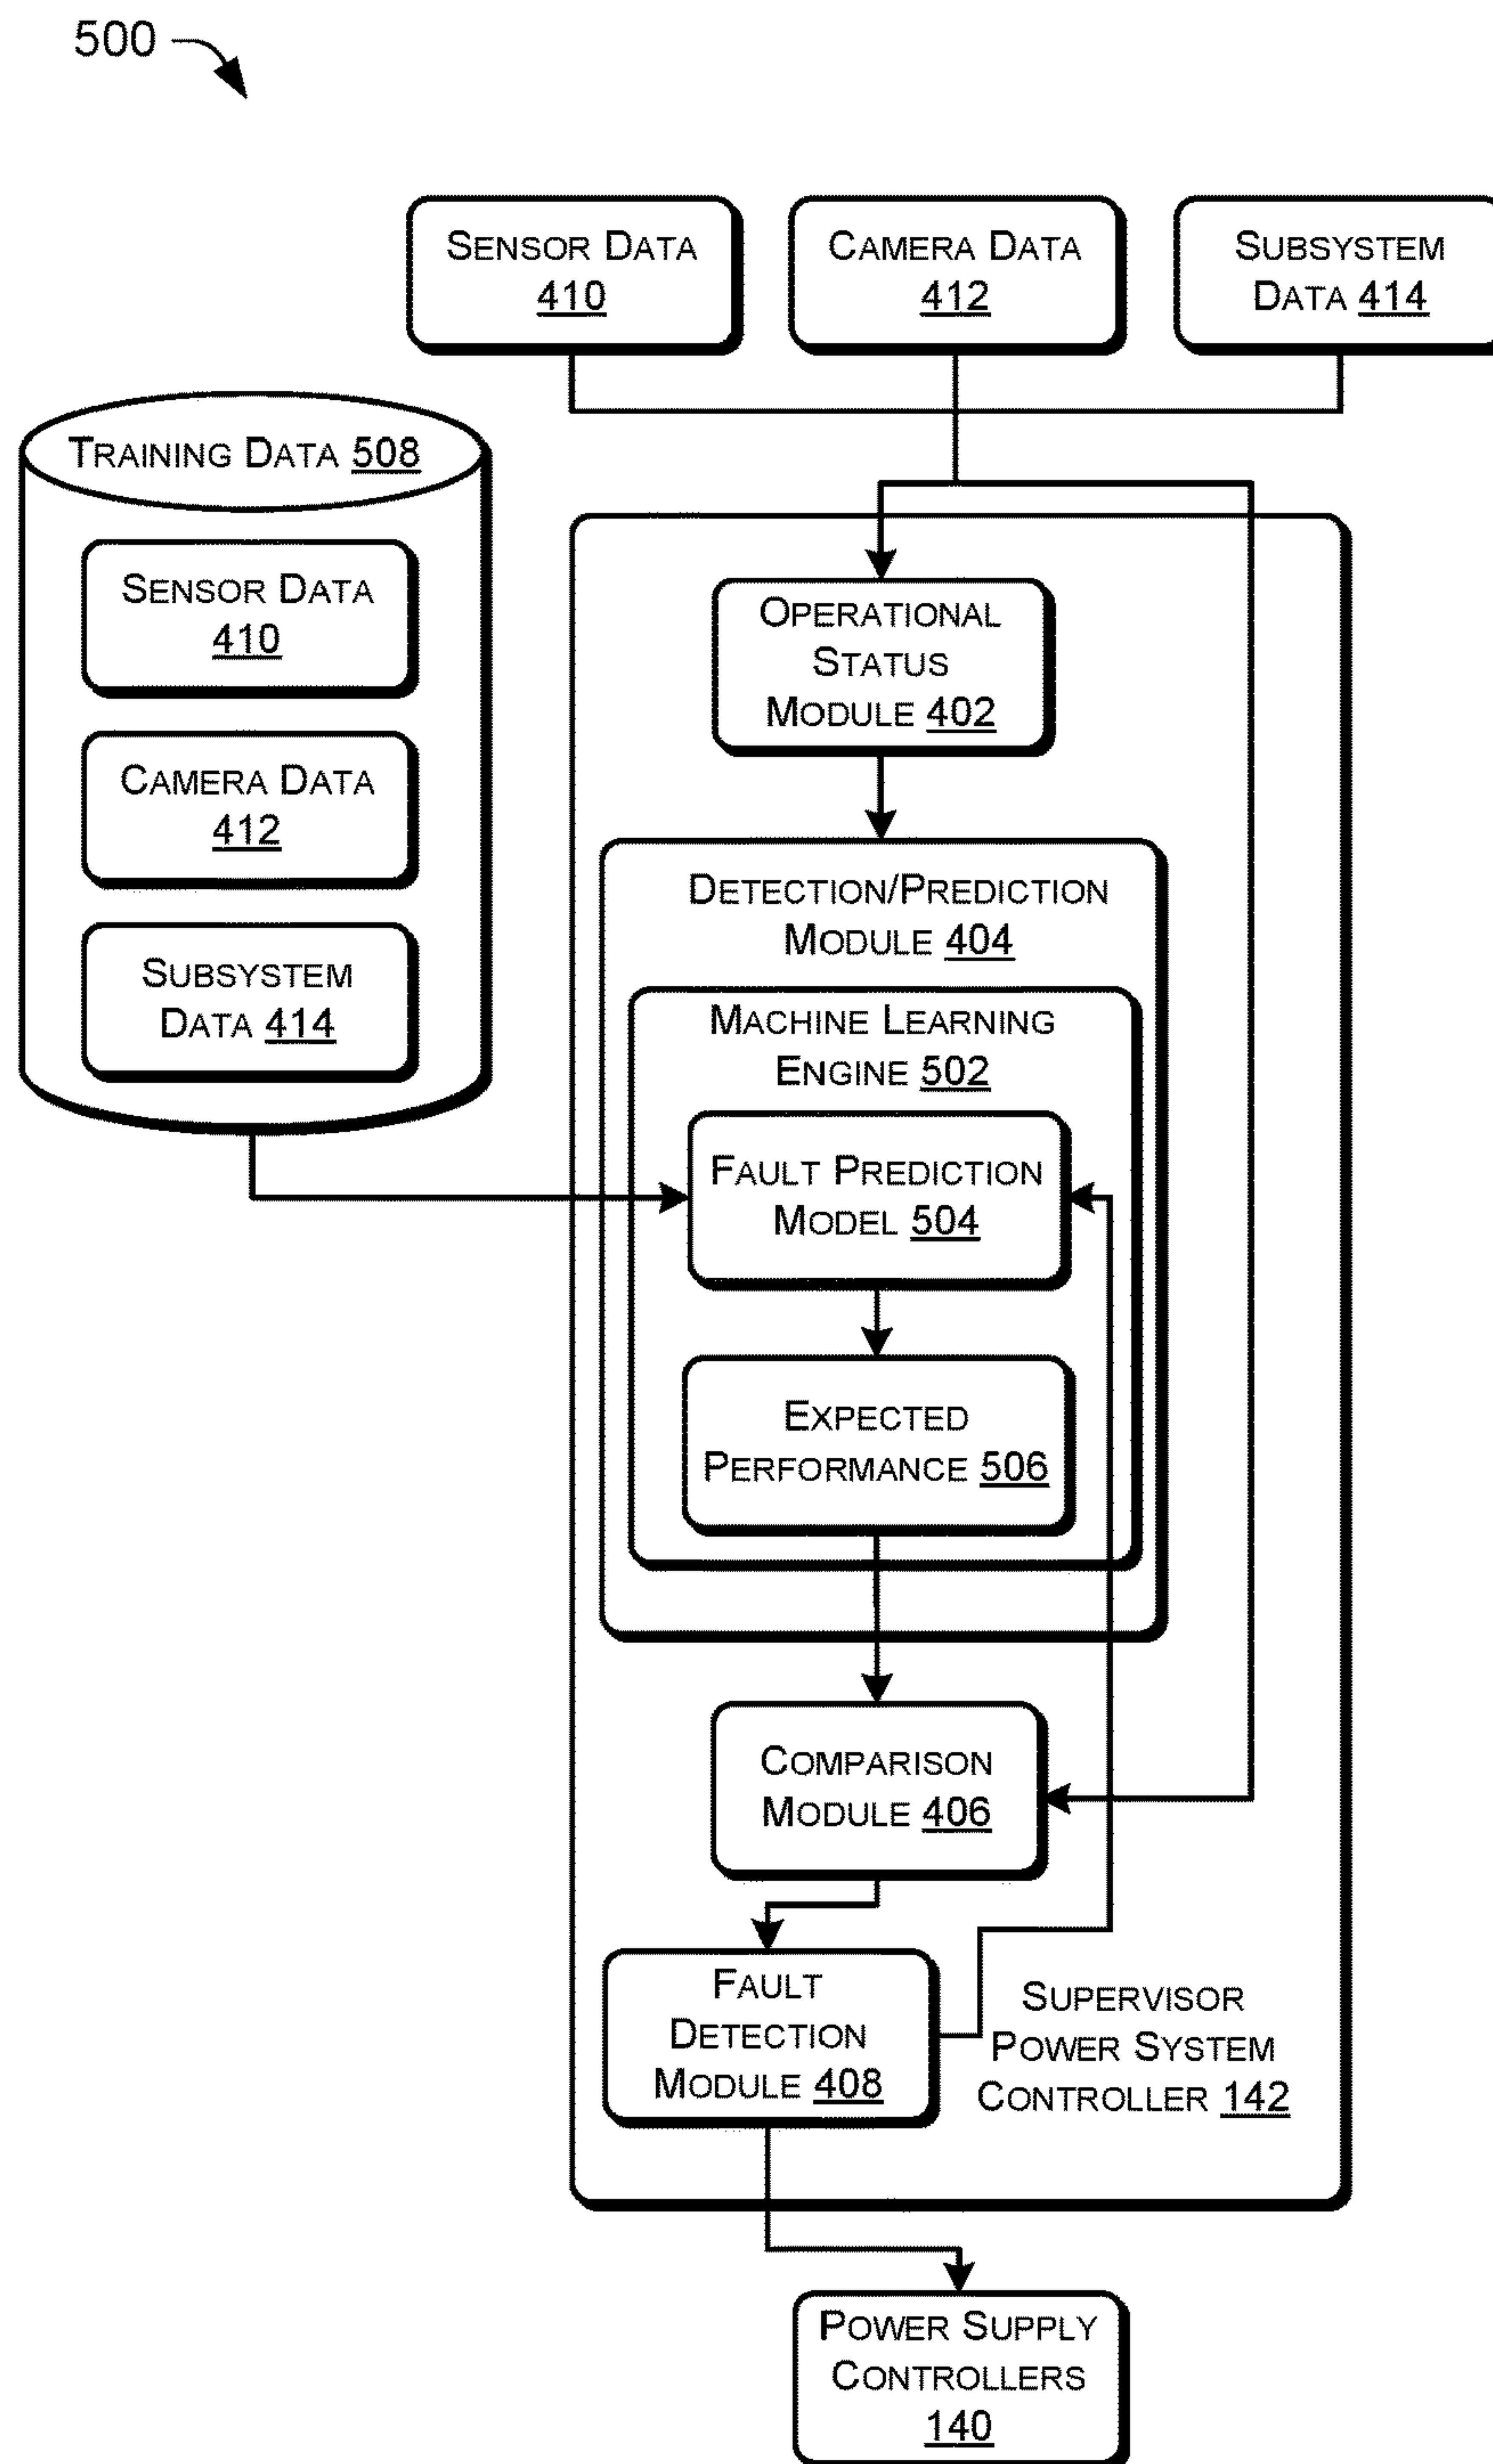 500
SENSOR DATA
410
CAMERA DATA
412
SUBSYSTEM
DATA 414
TRAINING DATA 508
SENSOR DATA
410
CAMERA DATA
412
SUBSYSTEM
DATA 414
OPERATIONAL
STATUS
MODULE 402
DETECTION/PREDICTION
MODULE 404
MACHINE LEARNING
ENGINE 502
FAULT PREDICTION
MODEL 504
EXPECTED
PERFORMANCE 506
COMPARISON
MODULE 406
FAULT
DETECTION
MODULE 408
SUPERVISOR
POWER SYSTEM
CONTROLLER 142
POWER SUPPLY
CONTROLLERS
140